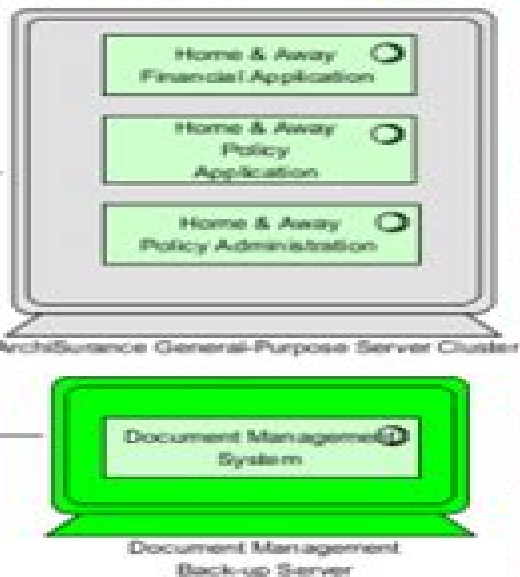 Home & Away
Financial Application
Home & Away
Policy
Application
Home & Away
Policy Administration
ArchiSurance General-Purpose Server Cluster
Document Management
System
Document Management
Back-up Server